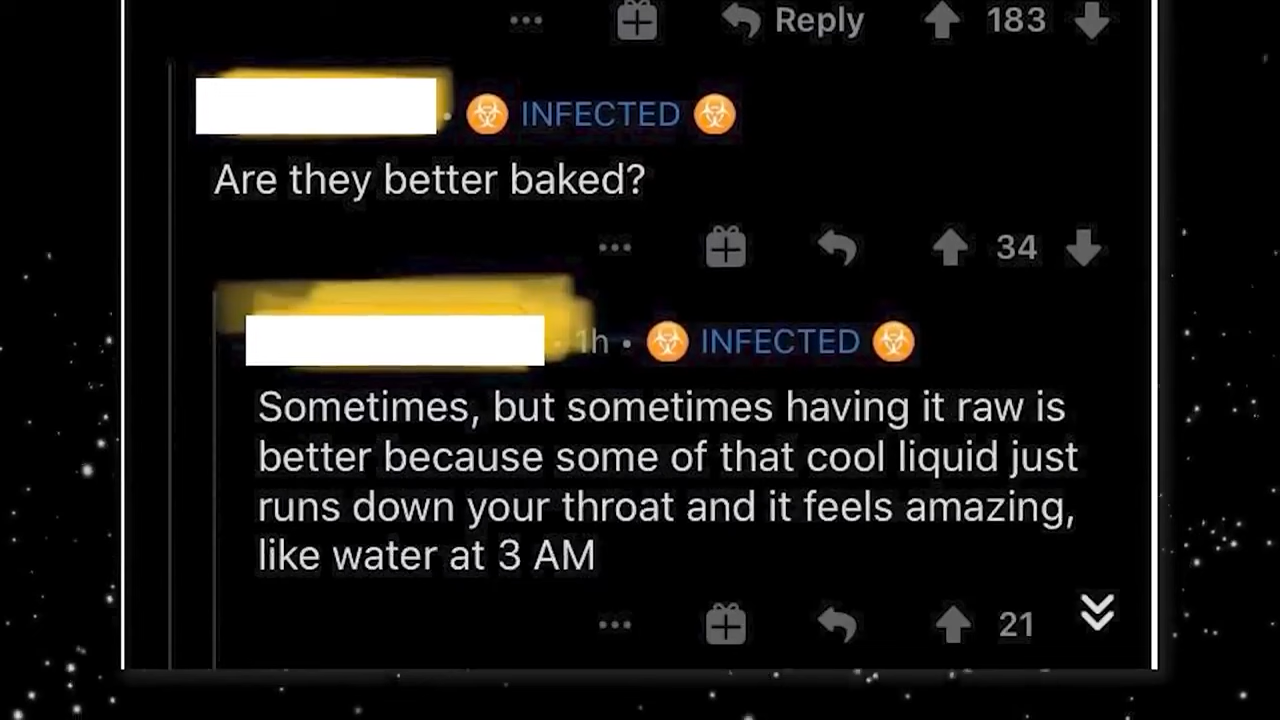 Reply 183
INFECTED
Are they better baked?
34
1h • INFECTED
Sometimes, but sometimes having it raw is
better because some of that cool liquid just
runs down your throat and it feels amazing,
like water at 3 AM
21